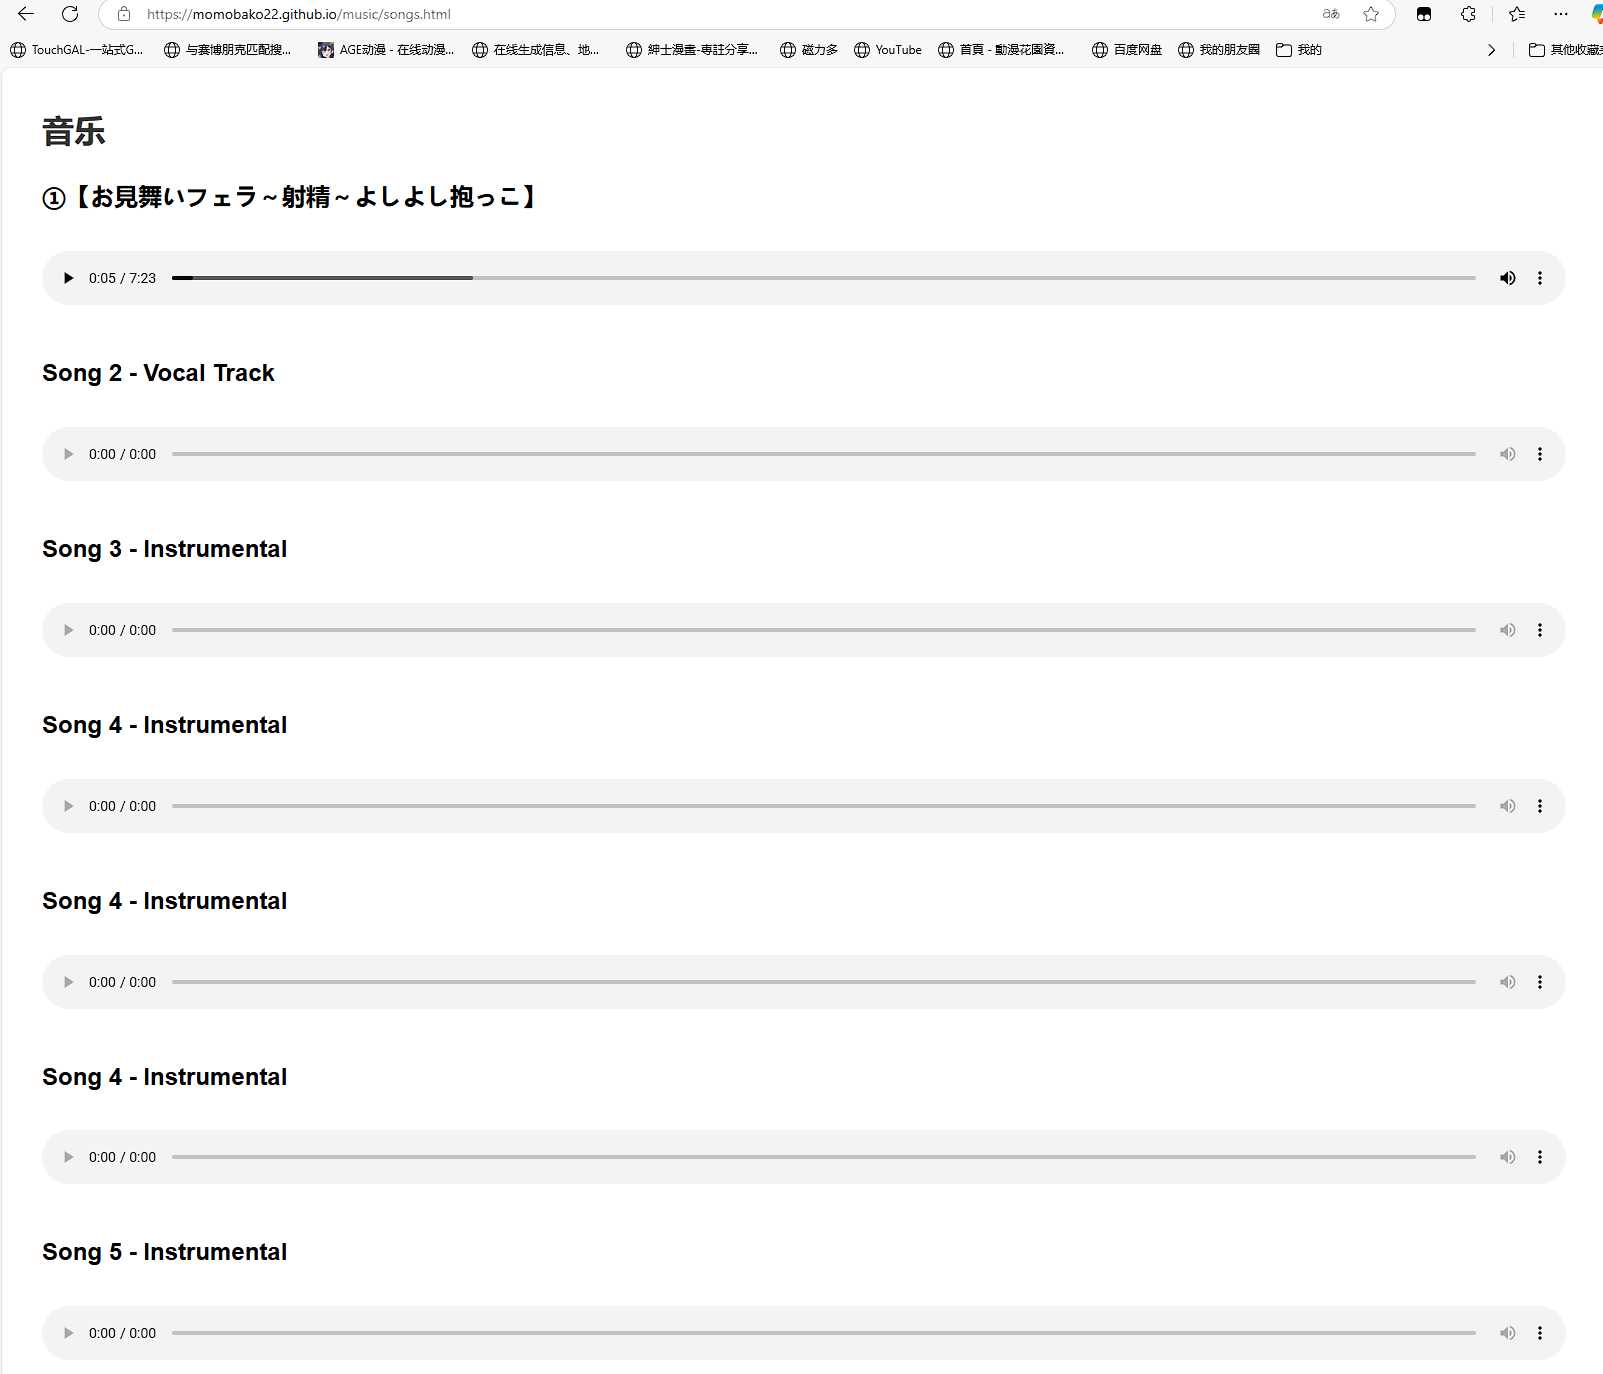 https://momobako22.github.io/music/songs.html
TouchGAL-一站式G...
与赛博朋克匹配搜...
AGE动漫 - 在线动漫...
在线生成信息、地...
紳士漫畫-專註分享...
磁力多
YouTube
首頁 - 動漫花園資...
百度网盘
我的朋友圈
我的
其他收藏
音乐
①【お見舞いフェラ～射精～よしよし抱っこ】
0:05 / 7:23
Song 2 - Vocal Track
0:00 / 0:00
Song 3 - Instrumental
0:00 / 0:00
Song 4 - Instrumental
0:00 / 0:00
Song 4 - Instrumental
0:00 / 0:00
Song 4 - Instrumental
0:00 / 0:00
Song 5 - Instrumental
0:00 / 0:00